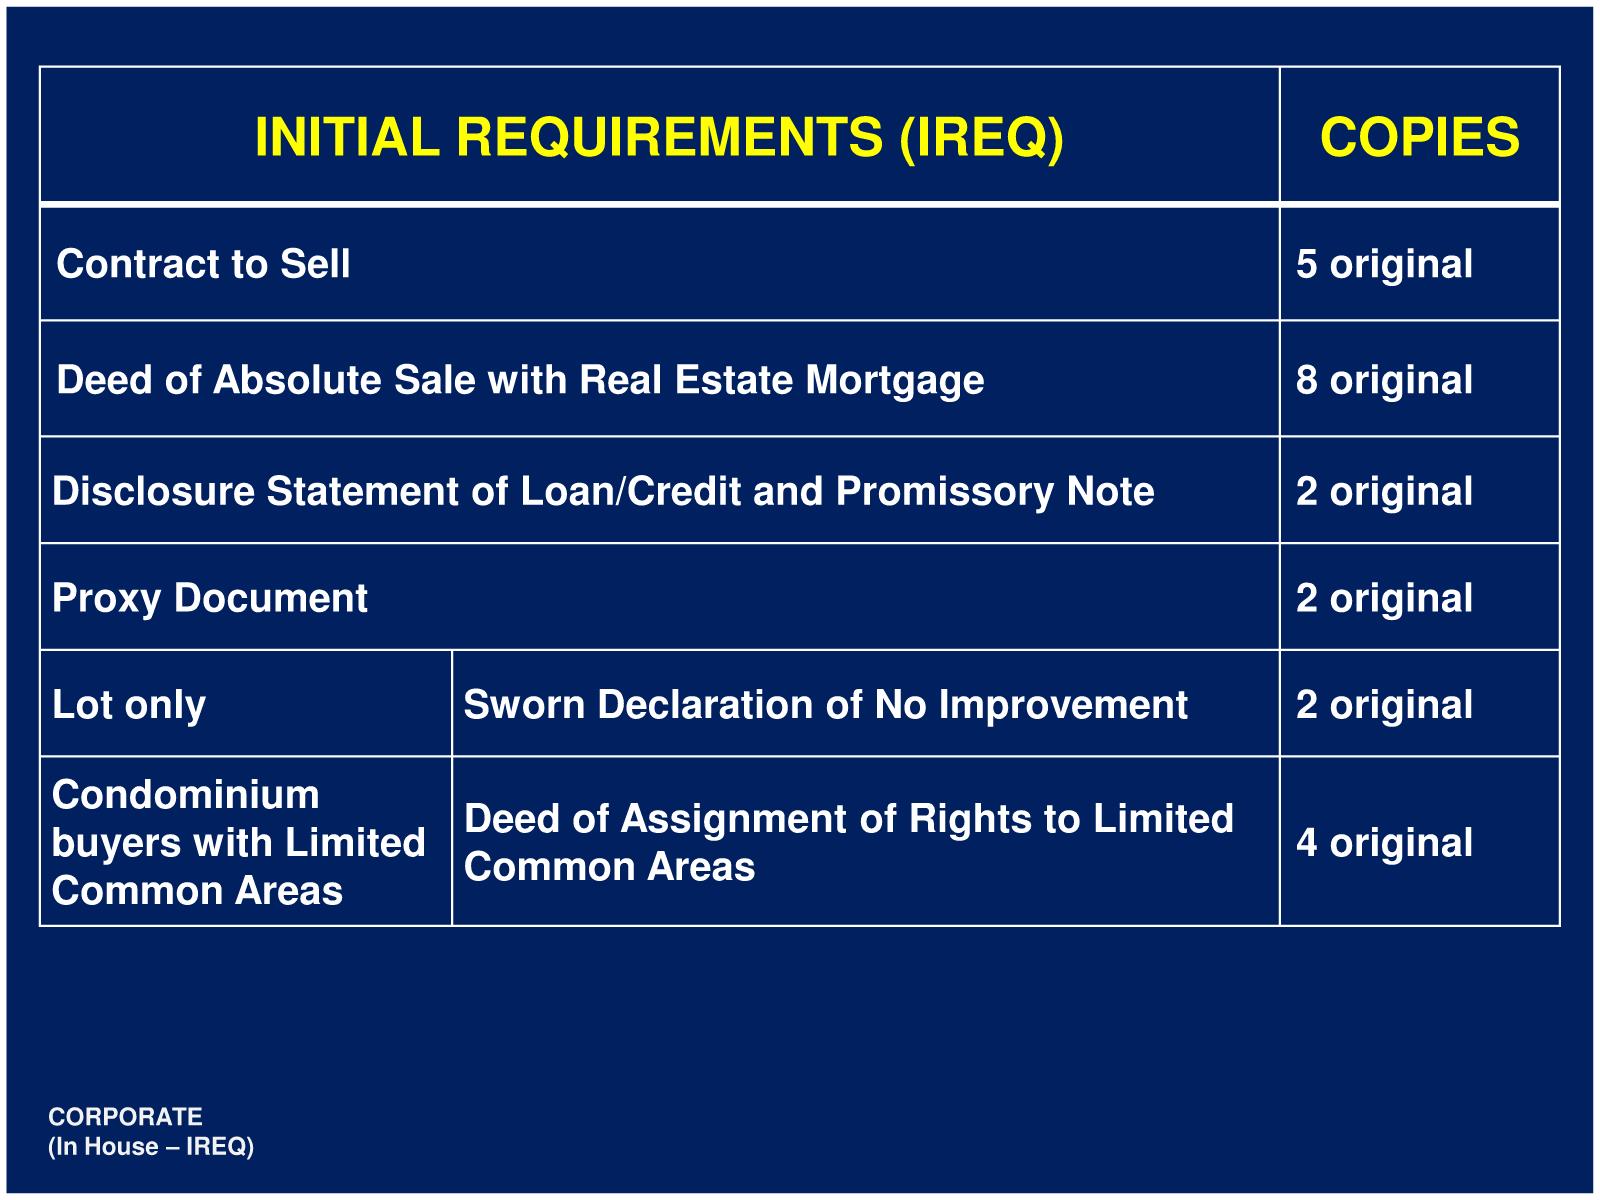 INITIAL REQUIREMENTS (IREQ) COPIES
Contract to Sell 5 original
Deed of Absolute Sale with Real Estate Mortgage 8 original
Disclosure Statement of Loan/Credit and Promissory Note 2 original
Proxy Document 2 original
Lot only Sworn Declaration of No Improvement 2 original
Condominium
buyers with Limited
Common Areas
Deed of Assignment of Rights to Limited
Common Areas
4 original
CORPORATE
(In House – IREQ)